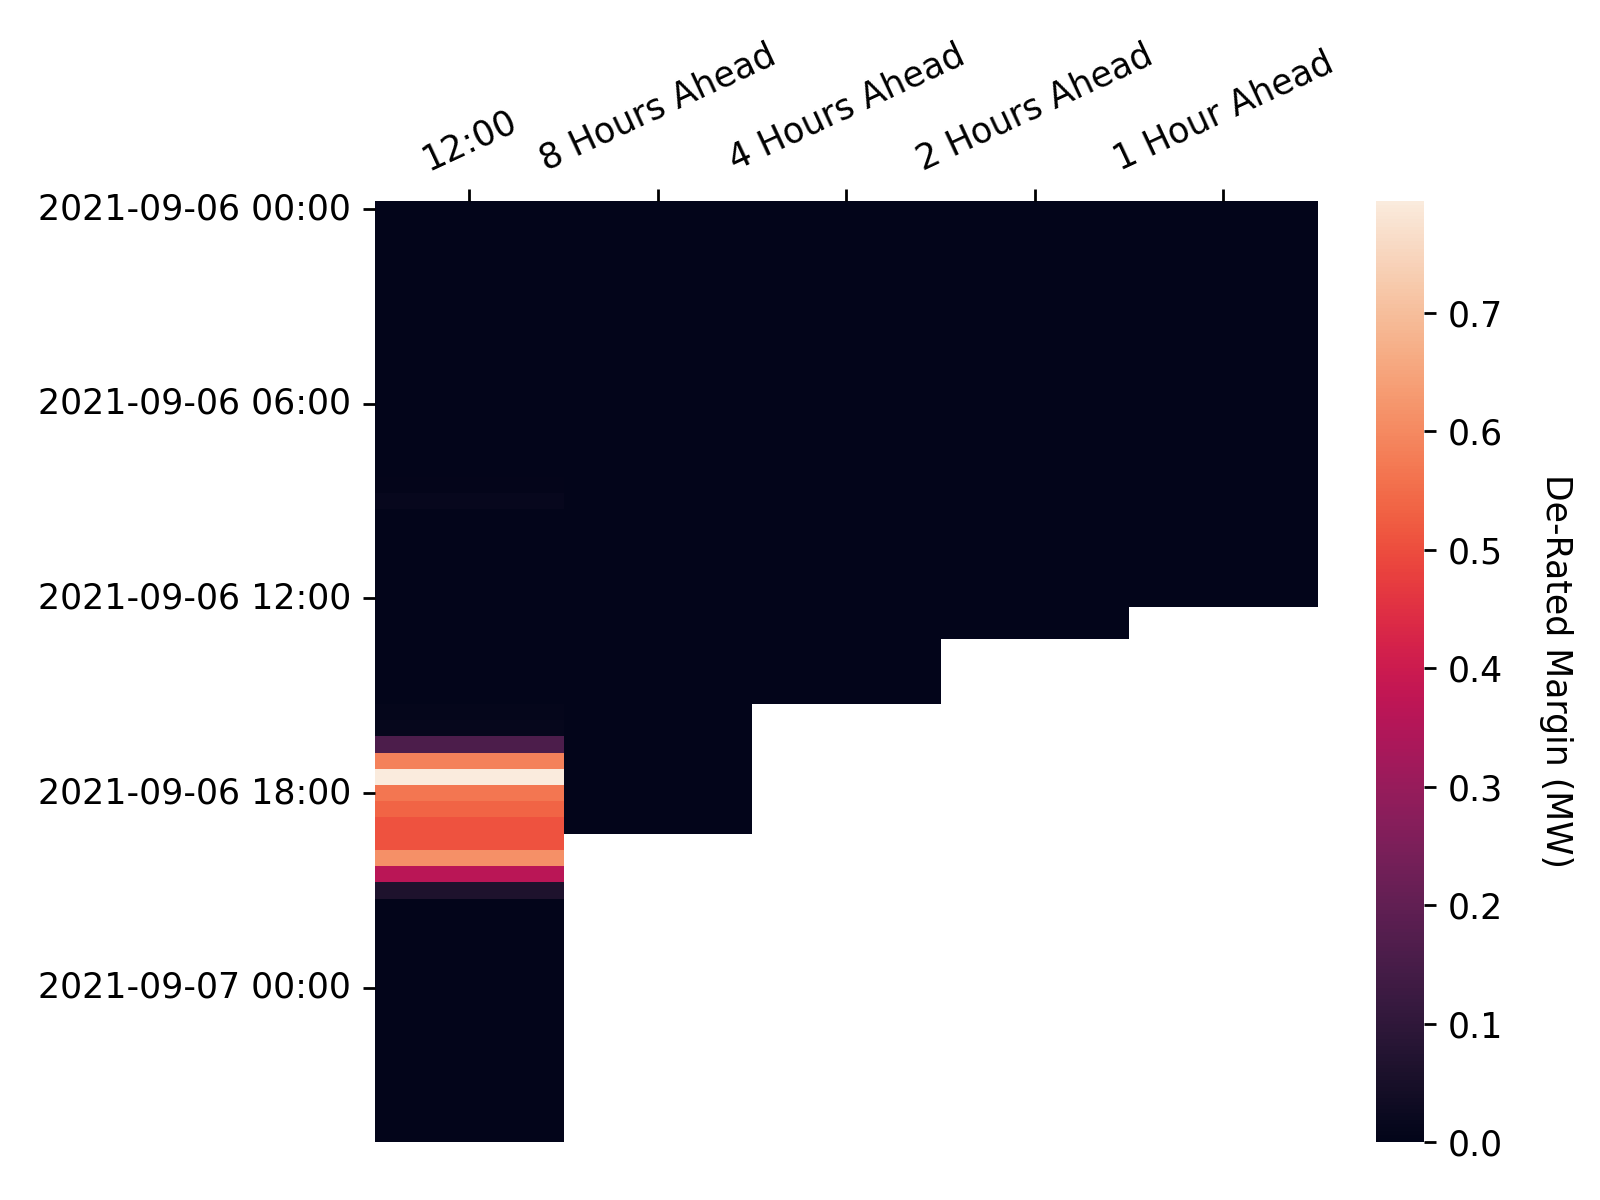 12:00
8 Hours Ahead
4 Hours Ahead
2 Hours Ahead
1 Hour Ahead
2021-09-06 00:00
2021-09-06 06:00
2021-09-06 12:00
2021-09-06 18:00
2021-09-07 00:00
0.7
0.6
0.5
0.4
0.3
0.2
0.1
0.0
De-Rated Margin (MW)